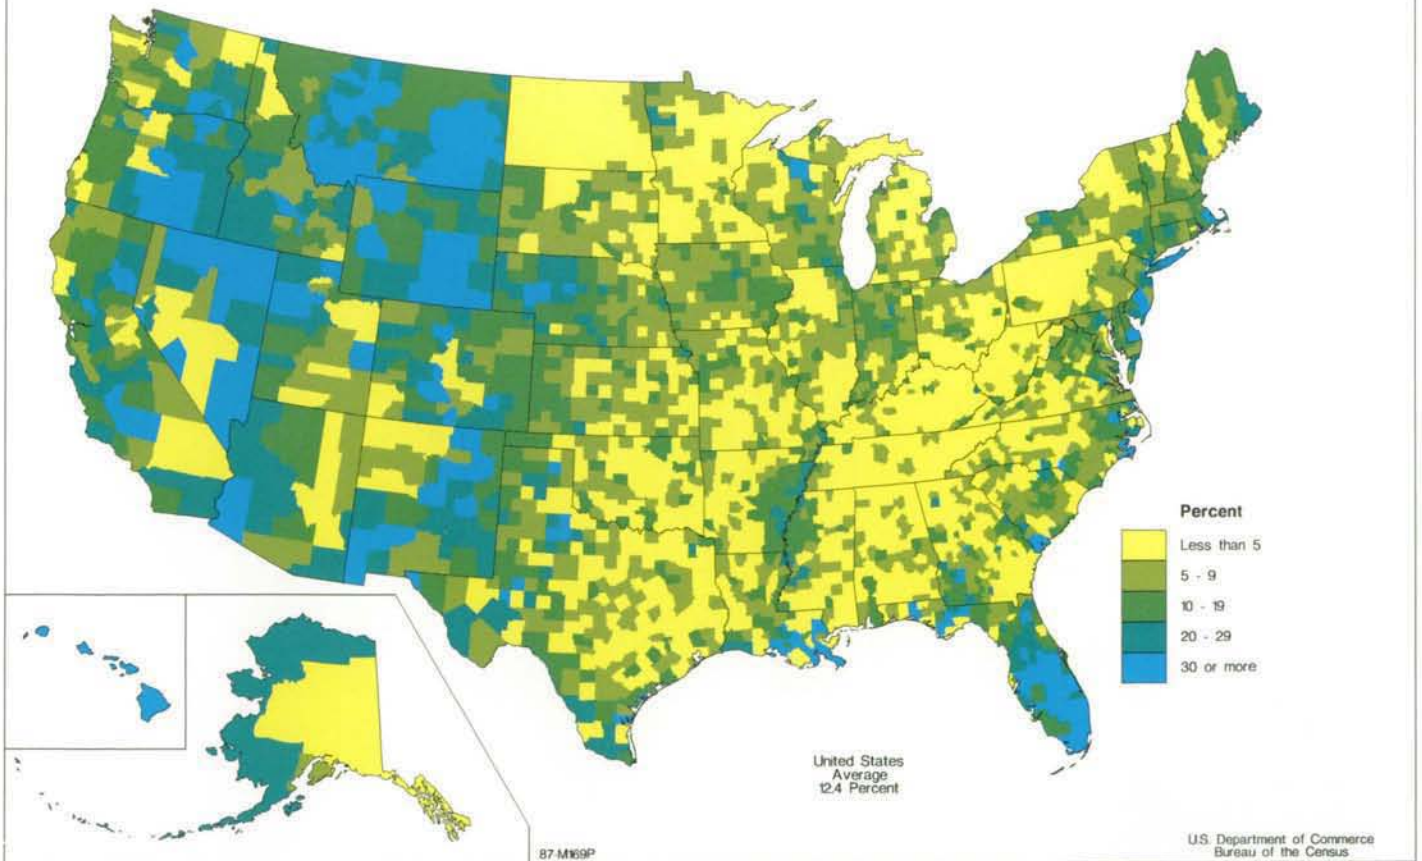 Percent
Less than 5
5 - 9
10 - 19
20 - 29
30 or more
United States
Average
12.4 Percent
87-M169P
U.S. Department of Commerce
Bureau of the Census